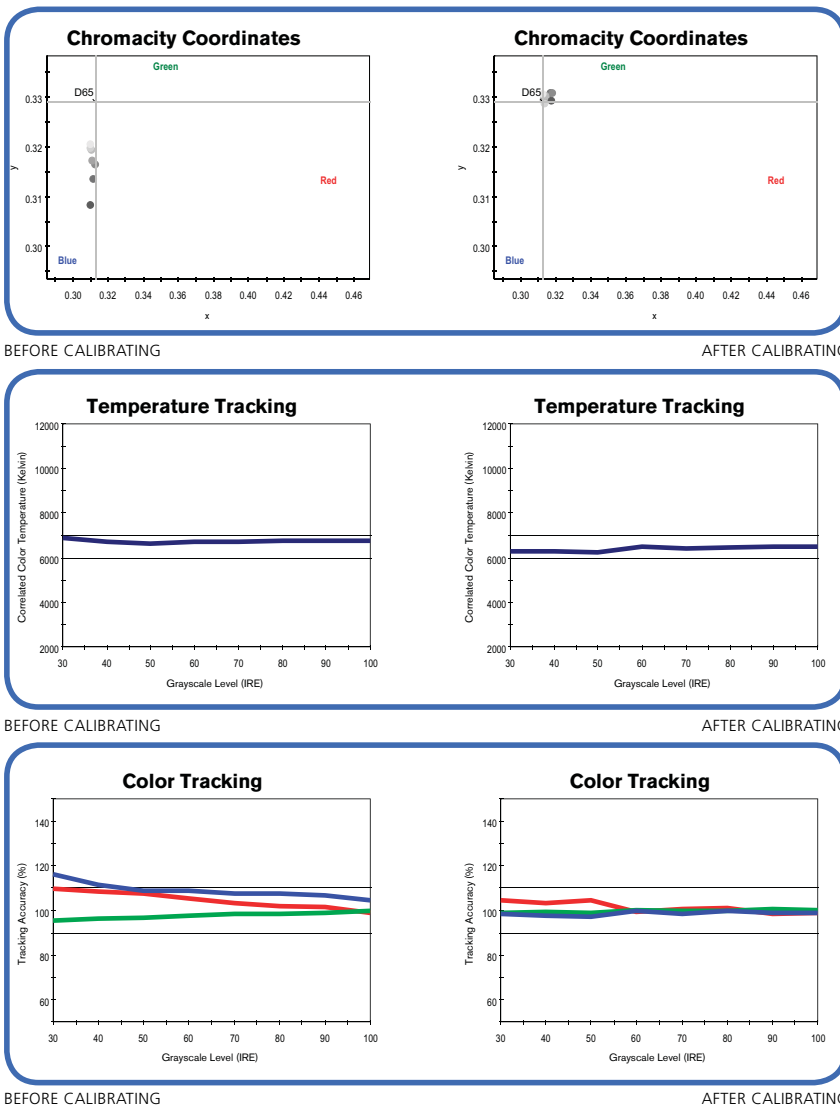 Chromacity Coordinates
Green
D65
0.33
0.32
0.31
0.30
y
Red
Blue
0.30 0.32 0.34 0.36 0.38 0.40 0.42 0.44 0.46
x
Chromacity Coordinates
Green
D65
0.33
0.32
0.31
0.30
y
Red
Blue
0.30 0.32 0.34 0.36 0.38 0.40 0.42 0.44 0.46
x
BEFORE CALIBRATING
AFTER CALIBRATING
Temperature Tracking
12000
10000
8000
6000
4000
2000
Correlated Color Temperature (Kelvin)
30 40 50 60 70 80 90 100
Grayscale Level (IRE)
Temperature Tracking
12000
10000
8000
6000
4000
2000
Correlated Color Temperature (Kelvin)
30 40 50 60 70 80 90 100
Grayscale Level (IRE)
BEFORE CALIBRATING
AFTER CALIBRATING
Color Tracking
140
120
100
80
60
Tracking Accuracy (%)
30 40 50 60 70 80 90 100
Grayscale Level (IRE)
Color Tracking
140
120
100
80
60
Tracking Accuracy (%)
30 40 50 60 70 80 90 100
Grayscale Level (IRE)
BEFORE CALIBRATING
AFTER CALIBRATING